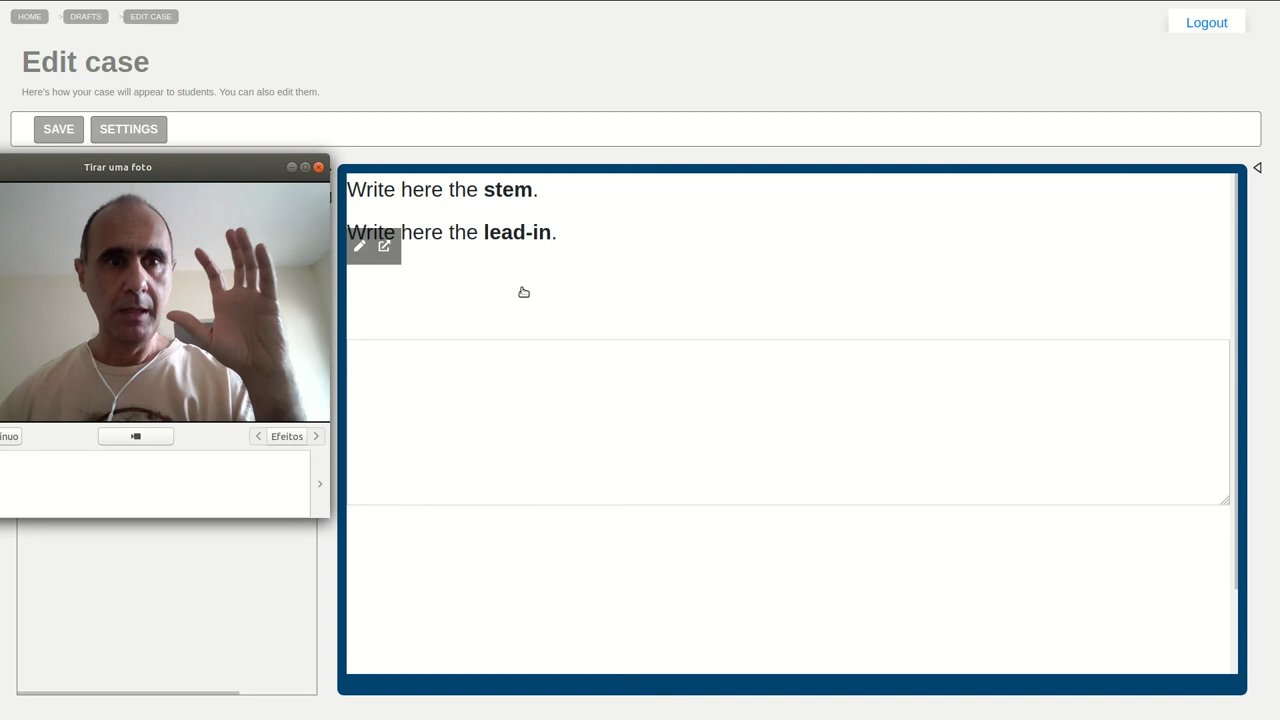 HOME > DRAFTS > EDIT CASE
Logout
Edit case
Here's how your case will appear to students. You can also edit them.
SAVE SETTINGS
Tirar uma foto
Write here the stem.
Write here the lead-in.
ínuo
Efeitos